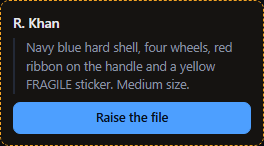 R. Khan
Navy blue hard shell, four wheels, red
ribbon on the handle and a yellow
FRAGILE sticker. Medium size.
Raise the file